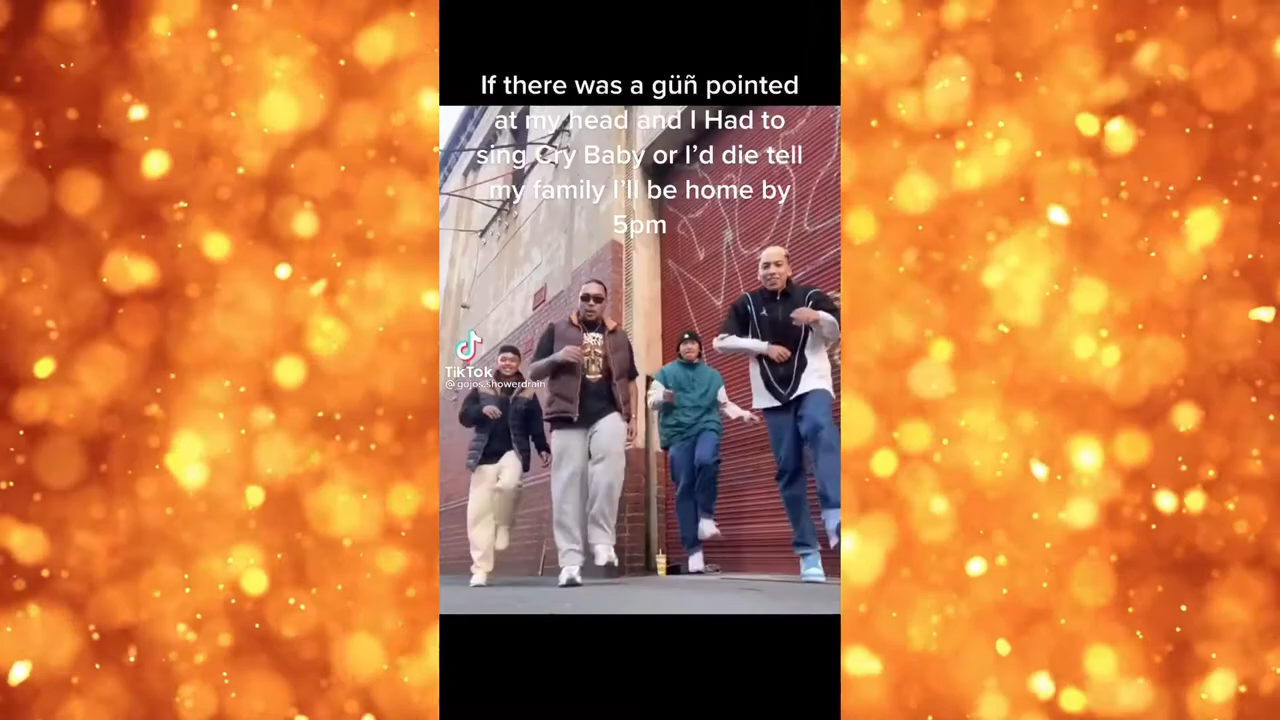 If there was a güñ pointed
at my head and I Had to
sing Cry Baby or I'd die tell
my family I'll be home by
5pm
TikTok
@gojos.showerdrain